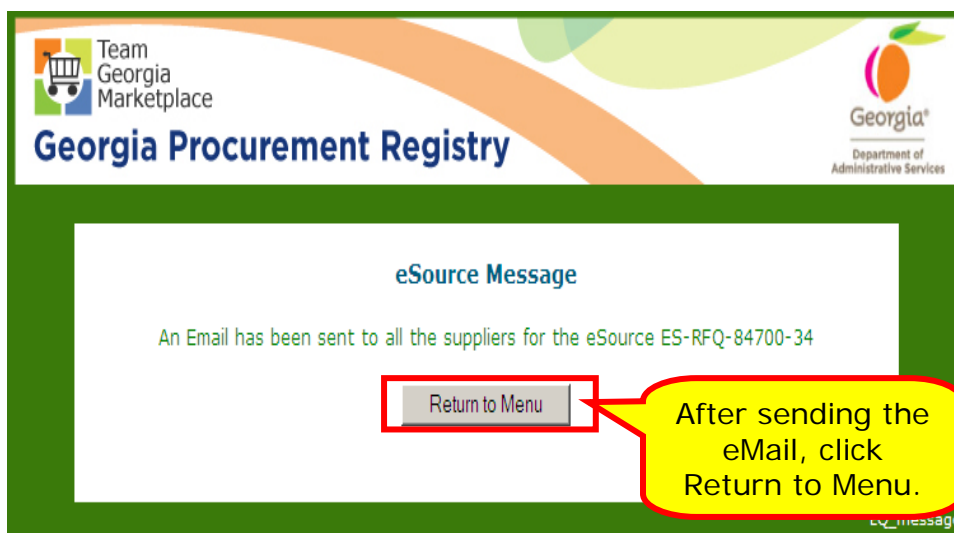 Team
Georgia
Marketplace
Georgia Procurement Registry
Georgia®
Department of
Administrative Services
eSource Message
An Email has been sent to all the suppliers for the eSource ES-RFQ-84700-34
Return to Menu
After sending the
eMail, click
Return to Menu.